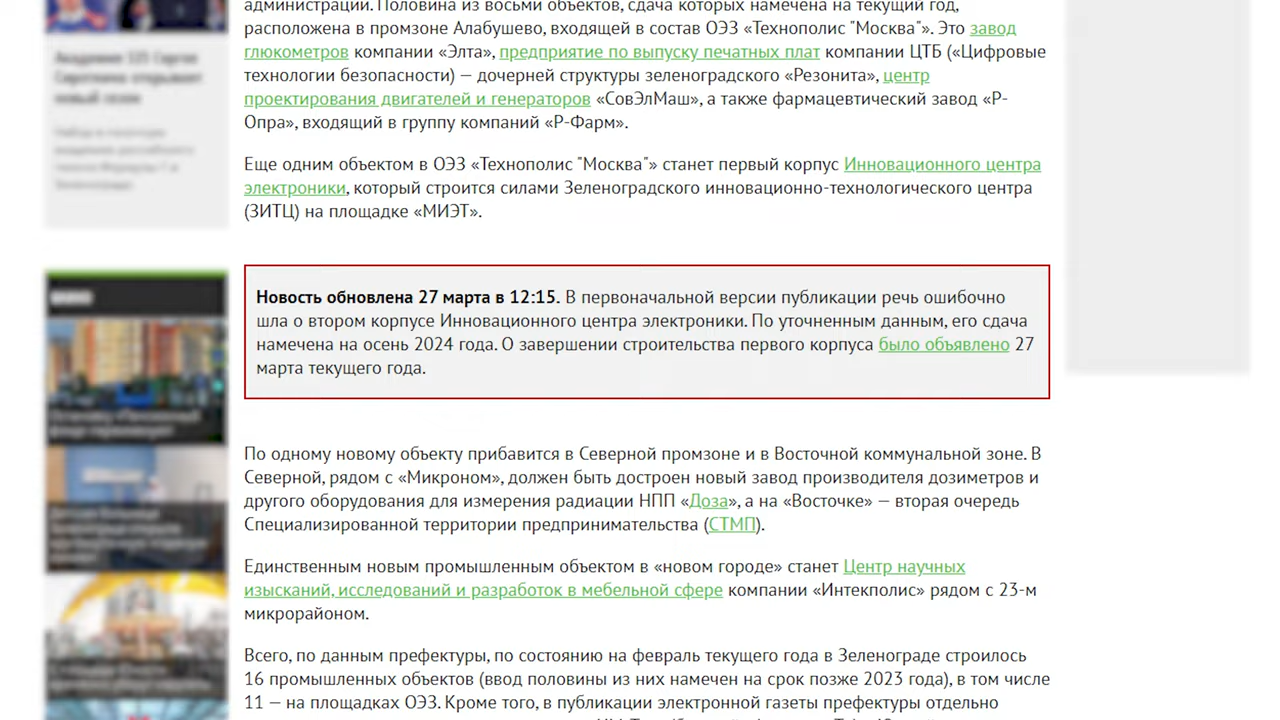 администрации. Половина из восьми объектов, сдача которых намечена на текущий год,
расположена в промзоне Алабушево, входящей в состав ОЭЗ «Технополис "Москва"». Это завод
глюкометров компании «Элта», предприятие по выпуску печатных плат компании ЦТБ («Цифровые
технологии безопасности) — дочерней структуры зеленоградского «Резонита», центр
проектирования двигателей и генераторов «СовЭлМаш», а также фармацевтический завод «Р-
Опра», входящий в группу компаний «Р-Фарм».
Еще одним объектом в ОЭЗ «Технополис "Москва"» станет первый корпус Инновационного центра
электроники, который строится силами Зеленоградского инновационно-технологического центра
(ЗИТЦ) на площадке «МИЭТ».
Новость обновлена 27 марта в 12:15. В первоначальной версии публикации речь ошибочно
шла о втором корпусе Инновационного центра электроники. По уточненным данным, его сдача
намечена на осень 2024 года. О завершении строительства первого корпуса было объявлено 27
марта текущего года.
По одному новому объекту прибавится в Северной промзоне и в Восточной коммунальной зоне. В
Северной, рядом с «Микроном», должен быть достроен новый завод производителя дозиметров и
другого оборудования для измерения радиации НПП «Доза», а на «Востоке» — вторая очередь
Специализированной территории предпринимательства (СТМП).
Единственным новым промышленным объектом в «новом городе» станет Центр научных
изысканий, исследований и разработок в мебельной сфере компании «Интекполис» рядом с 23-м
микрорайоном.
Всего, по данным префектуры, по состоянию на февраль текущего года в Зеленограде строилось
16 промышленных объектов (ввод половины из них намечен на срок позже 2023 года), в том числе
11 — на площадках ОЭЗ. Кроме того, в публикации электронной газеты префектуры отдельно